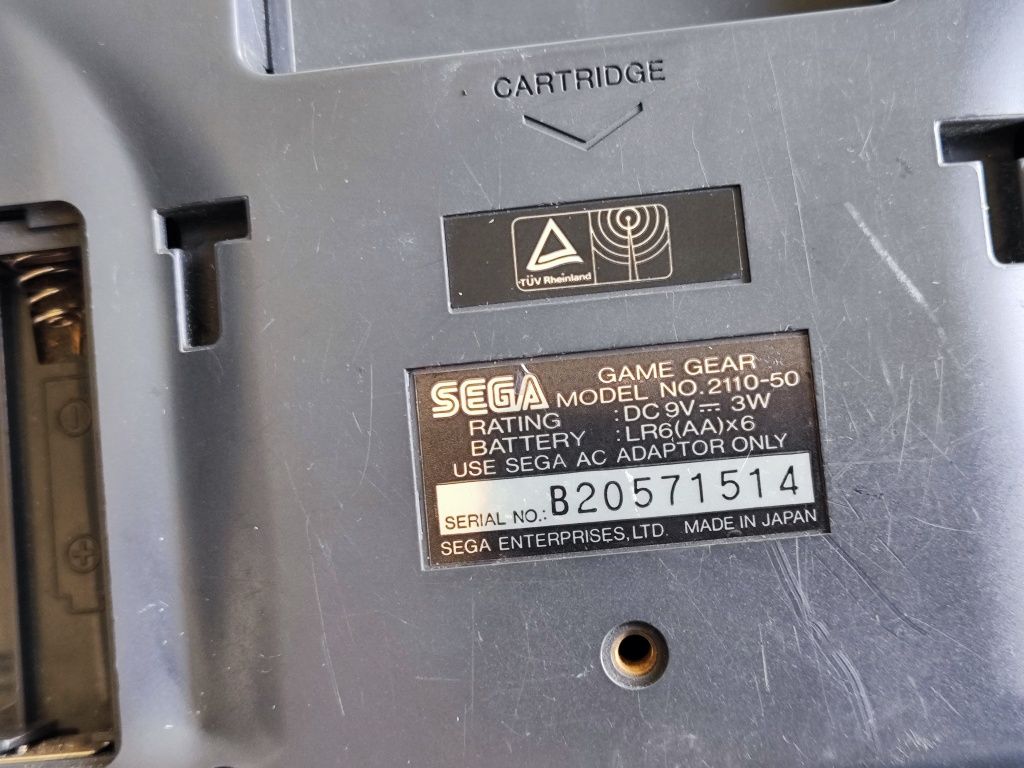 CARTRIDGE
TÜV Rheinland
SEGA
GAME GEAR
MODEL NO.2110-50
RATING :DC 9V⎓ 3W
BATTERY :LR6(AA)×6
USE SEGA AC ADAPTOR ONLY
SERIAL NO.: B20571514
SEGA ENTERPRISES,LTD. MADE IN JAPAN